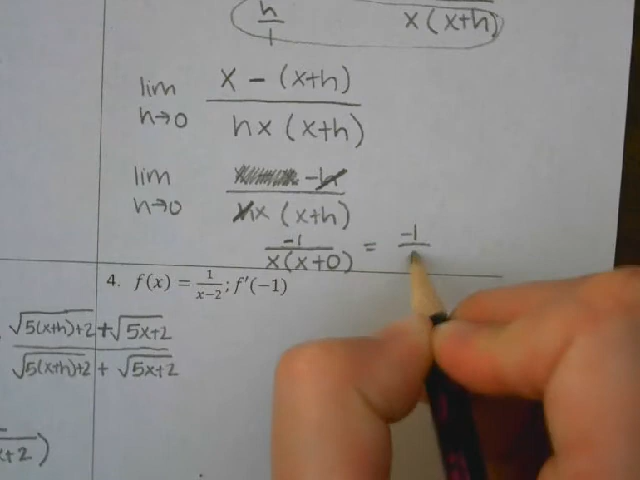 h/1 x(x+h)
lim h→0 x - (x+h) / hx(x+h)
lim h→0 -h / hx(x+h)
-1 / x(x+0) = -1
4. f(x) = 1/x-2; f'(-1)
√5(x+h)+2 + √5x+2
√5(x+h)+2 + √5x+2
x+2)